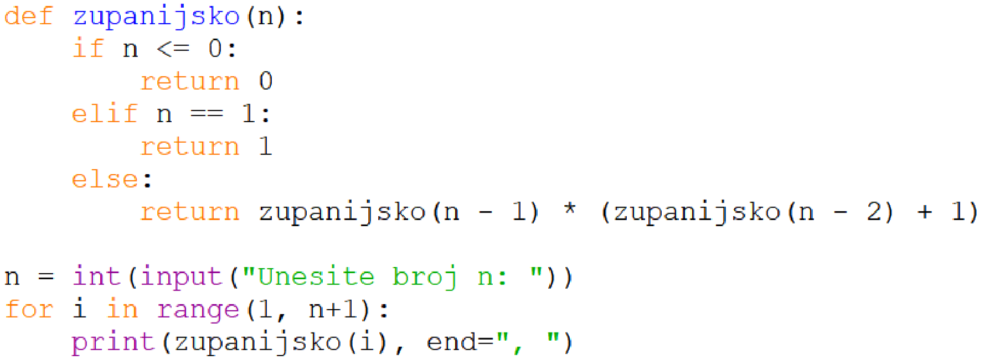 def zupanijsko(n):
    if n <= 0:
        return 0
    elif n == 1:
        return 1
    else:
        return zupanijsko(n - 1) * (zupanijsko(n - 2) + 1)

n = int(input("Unesite broj n: "))
for i in range(1, n+1):
    print(zupanijsko(i), end=", ")